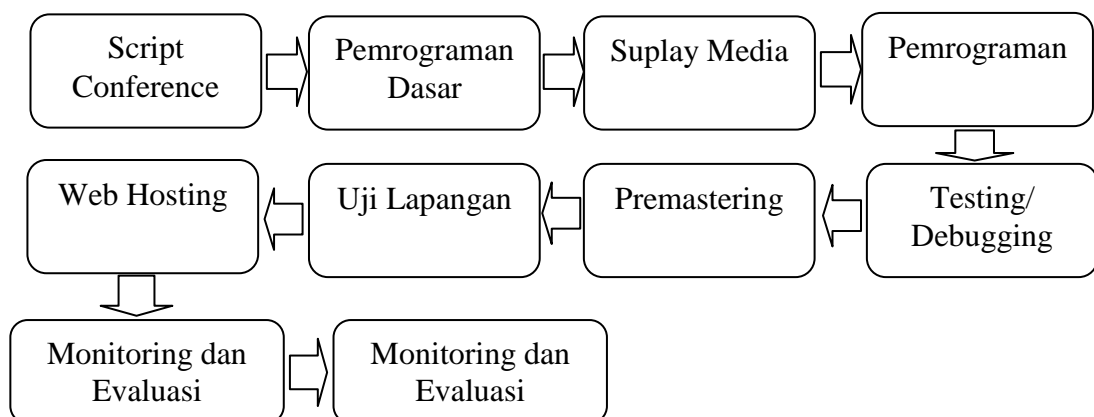 Script
Conference
Pemrograman
Dasar
Suplay Media
Pemrograman
Testing/
Debugging
Premastering
Uji Lapangan
Web Hosting
Monitoring dan
Evaluasi
Monitoring dan
Evaluasi